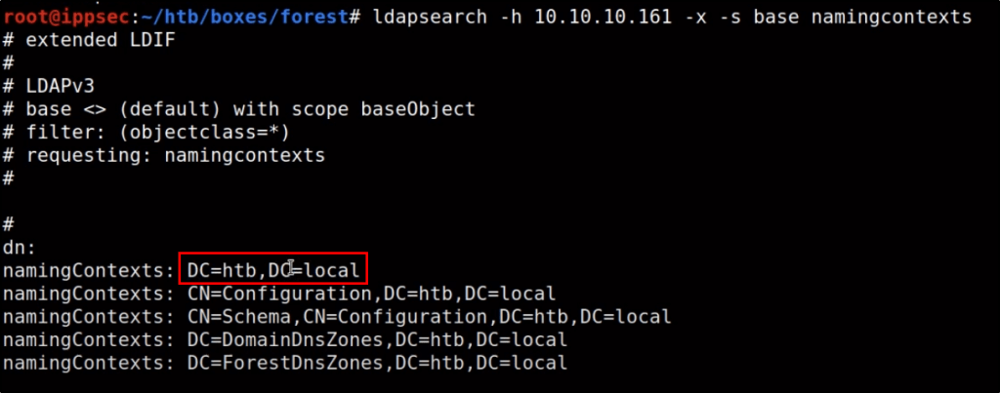 root@ippsec:~/htb/boxes/forest# ldapsearch -h 10.10.10.161 -x -s base namingcontexts
# extended LDIF
#
# LDAPv3
# base <> (default) with scope baseObject
# filter: (objectclass=*)
# requesting: namingcontexts
#
#
dn:
namingContexts: DC=htb,DC=local
namingContexts: CN=Configuration,DC=htb,DC=local
namingContexts: CN=Schema,CN=Configuration,DC=htb,DC=local
namingContexts: DC=DomainDnsZones,DC=htb,DC=local
namingContexts: DC=ForestDnsZones,DC=htb,DC=local